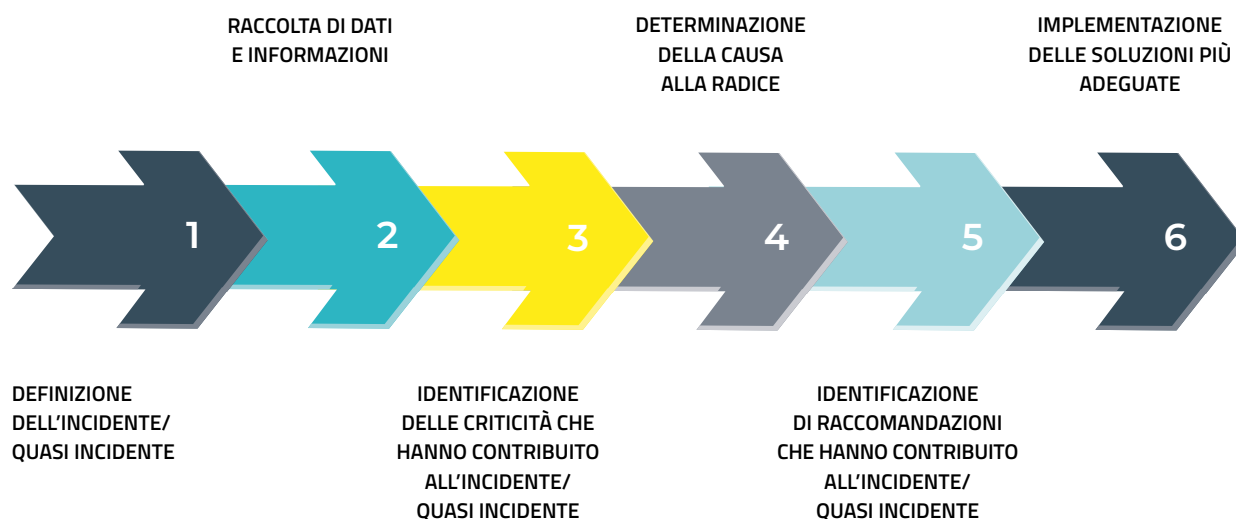 RACCOLTA DI DATI
E INFORMAZIONI
DETERMINAZIONE
DELLA CAUSA
ALLA RADICE
IMPLEMENTAZIONE
DELLE SOLUZIONI PIÙ
ADEGUATE
1
2
3
4
5
6
DEFINIZIONE
DELL'INCIDENTE/
QUASI INCIDENTE
IDENTIFICAZIONE
DELLE CRITICITÀ CHE
HANNO CONTRIBUITO
ALL'INCIDENTE/
QUASI INCIDENTE
IDENTIFICAZIONE
DI RACCOMANDAZIONI
CHE HANNO CONTRIBUITO
ALL'INCIDENTE/
QUASI INCIDENTE